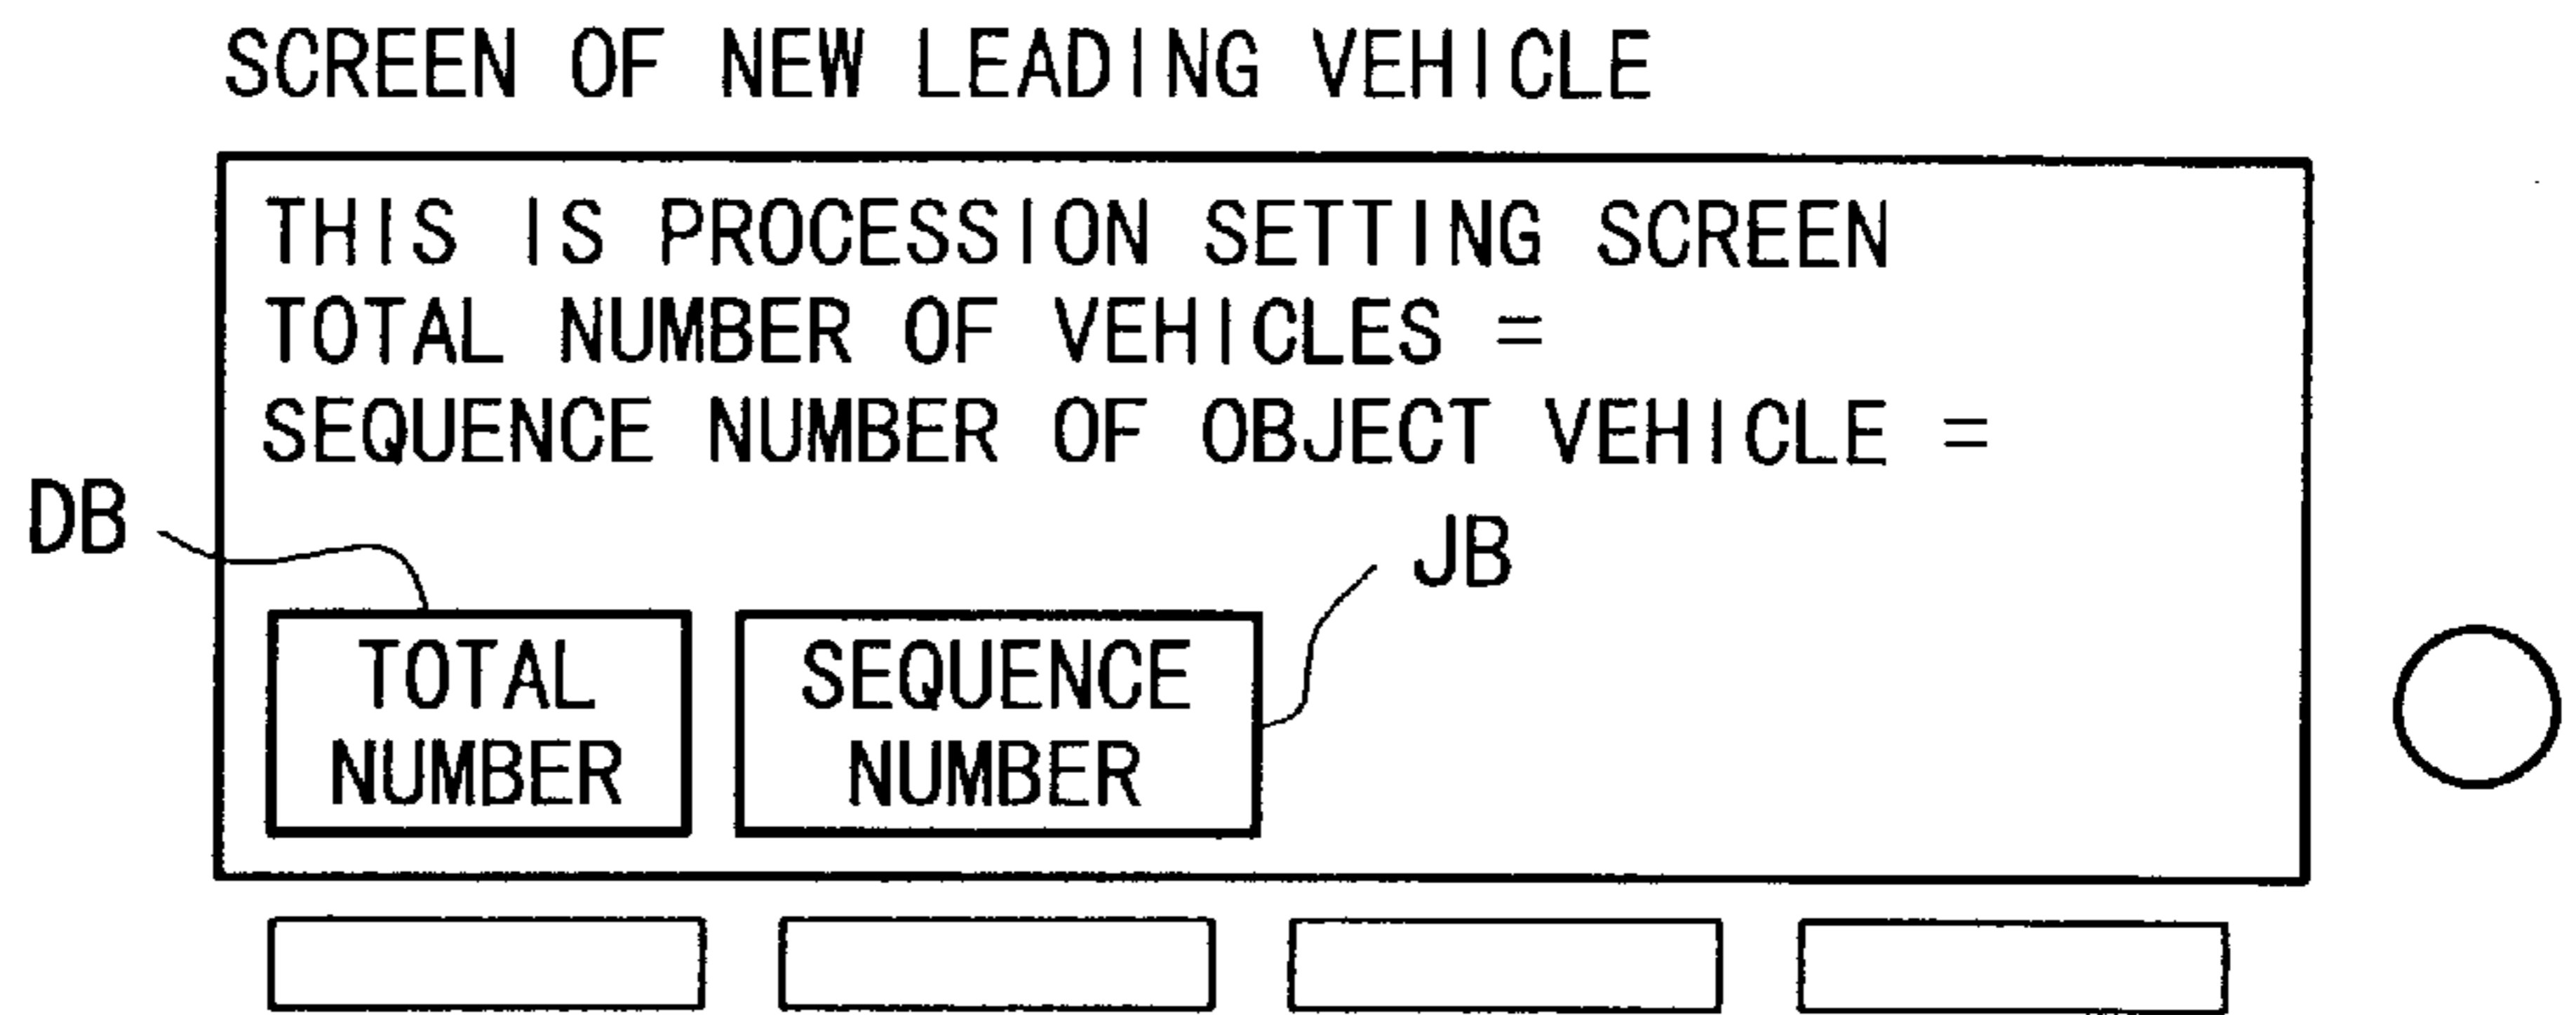 SCREEN OF NEW LEADING VEHICLE
THIS IS PROCESSION SETTING SCREEN
TOTAL NUMBER OF VEHICLES =
SEQUENCE NUMBER OF OBJECT VEHICLE =
DB
JB
TOTAL
NUMBER
SEQUENCE
NUMBER